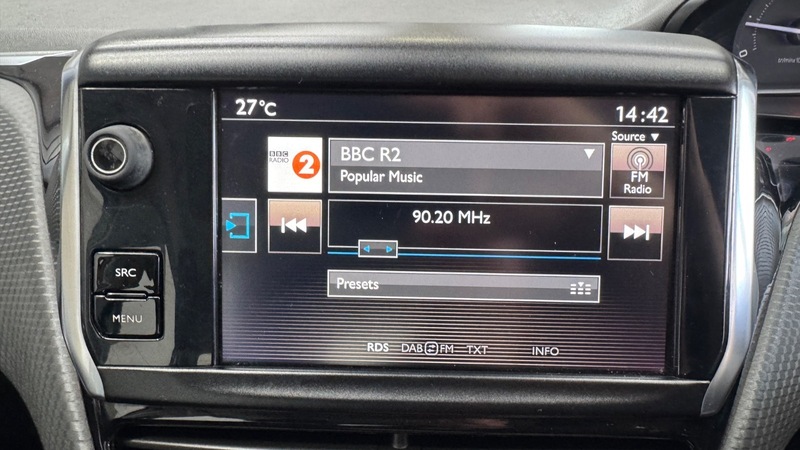 27°C
14:42
Source ▼
BBC
RADIO
2
BBC R2
Popular Music
FM
Radio
90.20 MHz
SRC
MENU
Presets
RDS DAB FM TXT INFO
0